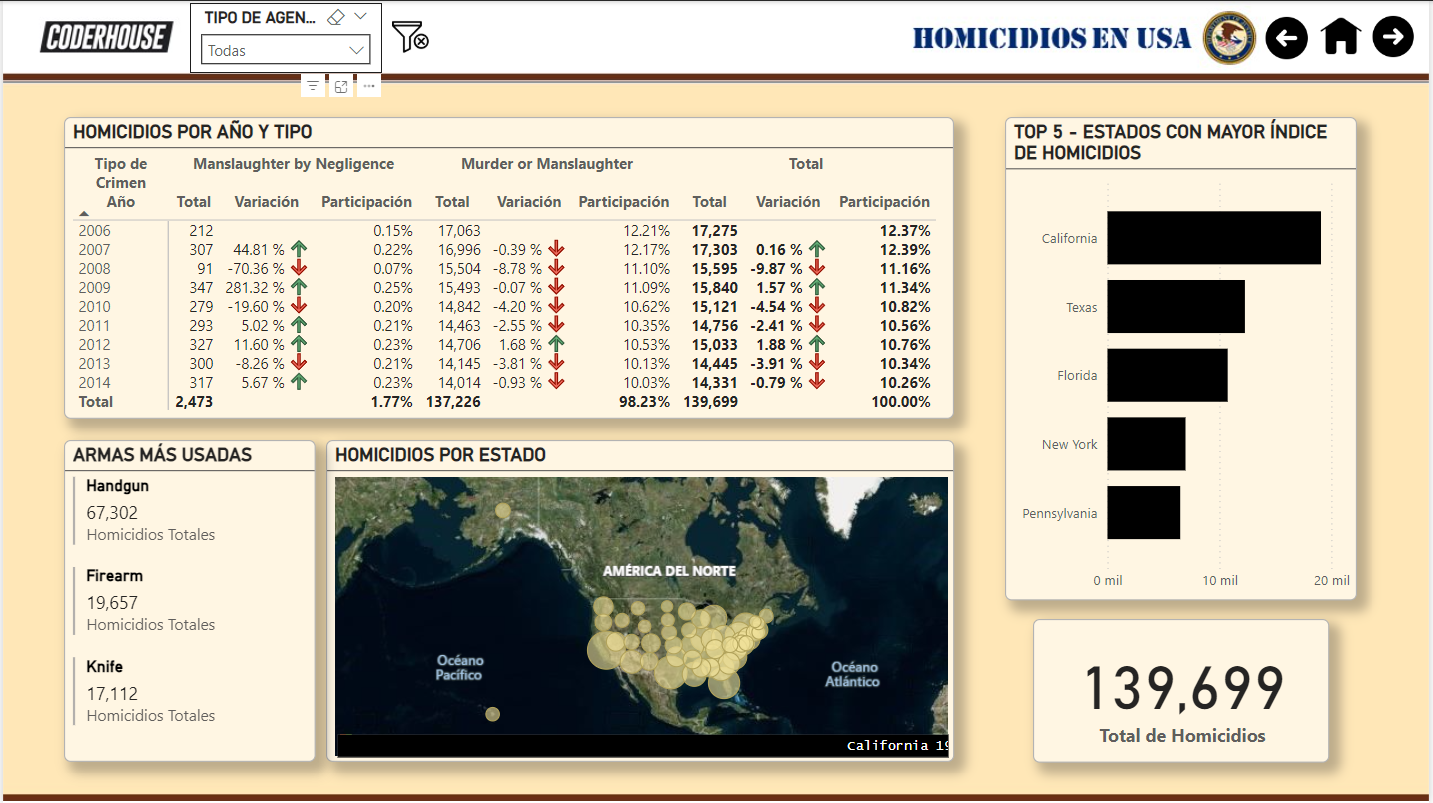 CODERHOUSE
TIPO DE AGEN...
Todas
HOMICIDIOS EN USA
HOMICIDIOS POR AÑO Y TIPO
Tipo de Crimen Manslaughter by Negligence Murder or Manslaughter Total
Año Total Variación Participación Total Variación Participación Total Variación Participación
2006 212 0.15% 17,063 12.21% 17,275 12.37%
2007 307 44.81 % 0.22% 16,996 -0.39 % 12.17% 17,303 0.16 % 12.39%
2008 91 -70.36 % 0.07% 15,504 -8.78 % 11.10% 15,595 -9.87 % 11.16%
2009 347 281.32 % 0.25% 15,493 -0.07 % 11.09% 15,840 1.57 % 11.34%
2010 279 -19.60 % 0.20% 14,842 -4.20 % 10.62% 15,121 -4.54 % 10.82%
2011 293 5.02 % 0.21% 14,463 -2.55 % 10.35% 14,756 -2.41 % 10.56%
2012 327 11.60 % 0.23% 14,706 1.68 % 10.53% 15,033 1.88 % 10.76%
2013 300 -8.26 % 0.21% 14,145 -3.81 % 10.13% 14,445 -3.91 % 10.34%
2014 317 5.67 % 0.23% 14,014 -0.93 % 10.03% 14,331 -0.79 % 10.26%
Total 2,473 1.77% 137,226 98.23% 139,699 100.00%
TOP 5 - ESTADOS CON MAYOR ÍNDICE
DE HOMICIDIOS
California
Texas
Florida
New York
Pennsylvania
0 mil 10 mil 20 mil
ARMAS MÁS USADAS
Handgun
67,302
Homicidios Totales
Firearm
19,657
Homicidios Totales
Knife
17,112
Homicidios Totales
HOMICIDIOS POR ESTADO
AMÉRICA DEL NORTE
Océano
Pacífico
Océano
Atlántico
California 19
139,699
Total de Homicidios